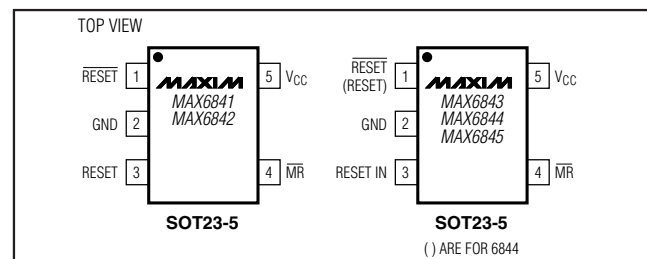 TOP VIEW
RESET 1
MAXIM
MAX6841
MAX6842
5 VCC
GND 2
RESET 3
4 MR
SOT23-5
RESET
(RESET) 1
MAXIM
MAX6843
MAX6844
MAX6845
5 VCC
GND 2
RESET IN 3
4 MR
SOT23-5
( ) ARE FOR 6844